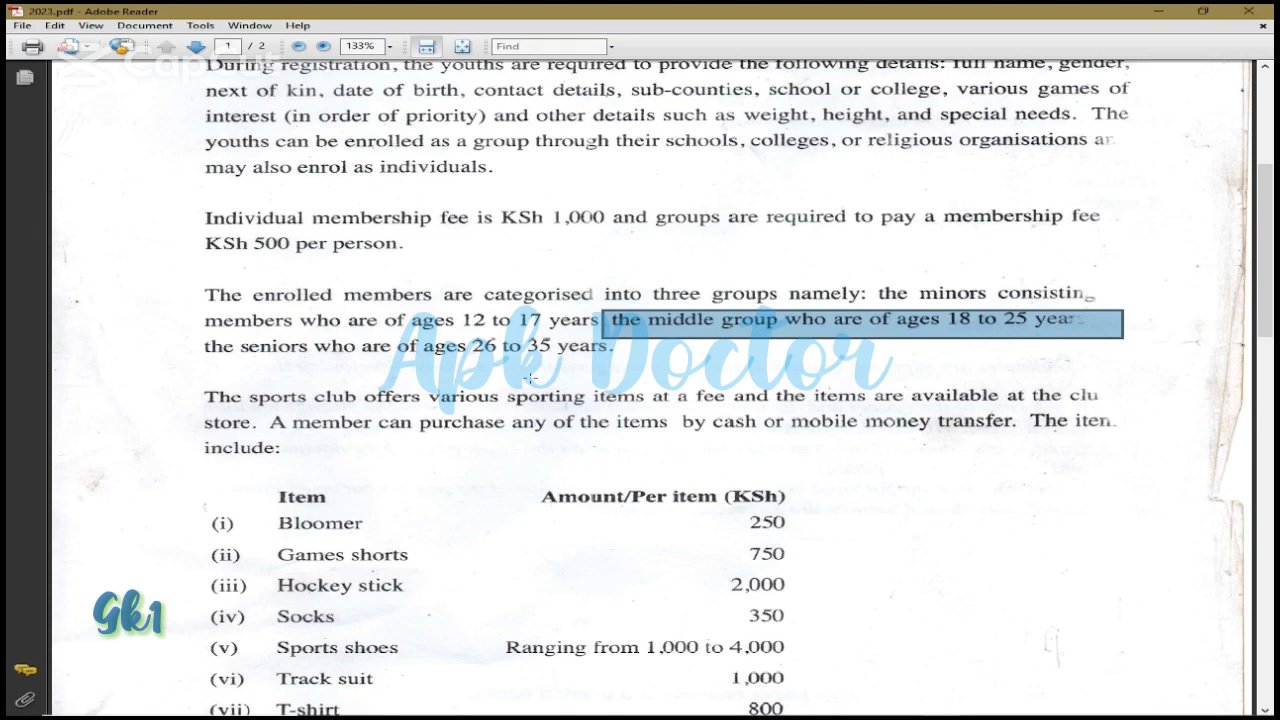 2023.pdf - Adobe Reader
File Edit View Document Tools Window Help
1 / 2 133% Find
CapCut
During registration, the youths are required to provide the following details: full name, gender,
next of kin, date of birth, contact details, sub-counties, school or college, various games of
interest (in order of priority) and other details such as weight, height, and special needs. The
youths can be enrolled as a group through their schools, colleges, or religious organisations
may also enrol as individuals.
Individual membership fee is KSh 1,000 and groups are required to pay a membership fee
KSh 500 per person.
The enrolled members are categorised into three groups namely: the minors consistin
members who are of ages 12 to 17 years the middle group who are of ages 18 to 25 year
the seniors who are of ages 26 to 35 years.
Apk Doctor
The sports club offers various sporting items at a fee and the items are available at the clu
store. A member can purchase any of the items by cash or mobile money transfer. The iten
include:
Item Amount/Per item (KSh)
(i) Bloomer 250
(ii) Games shorts 750
(iii) Hockey stick 2,000
Gk1
(iv) Socks 350
(v) Sports shoes Ranging from 1,000 to 4,000
(vi) Track suit 1,000
(vii) T-shirt 800